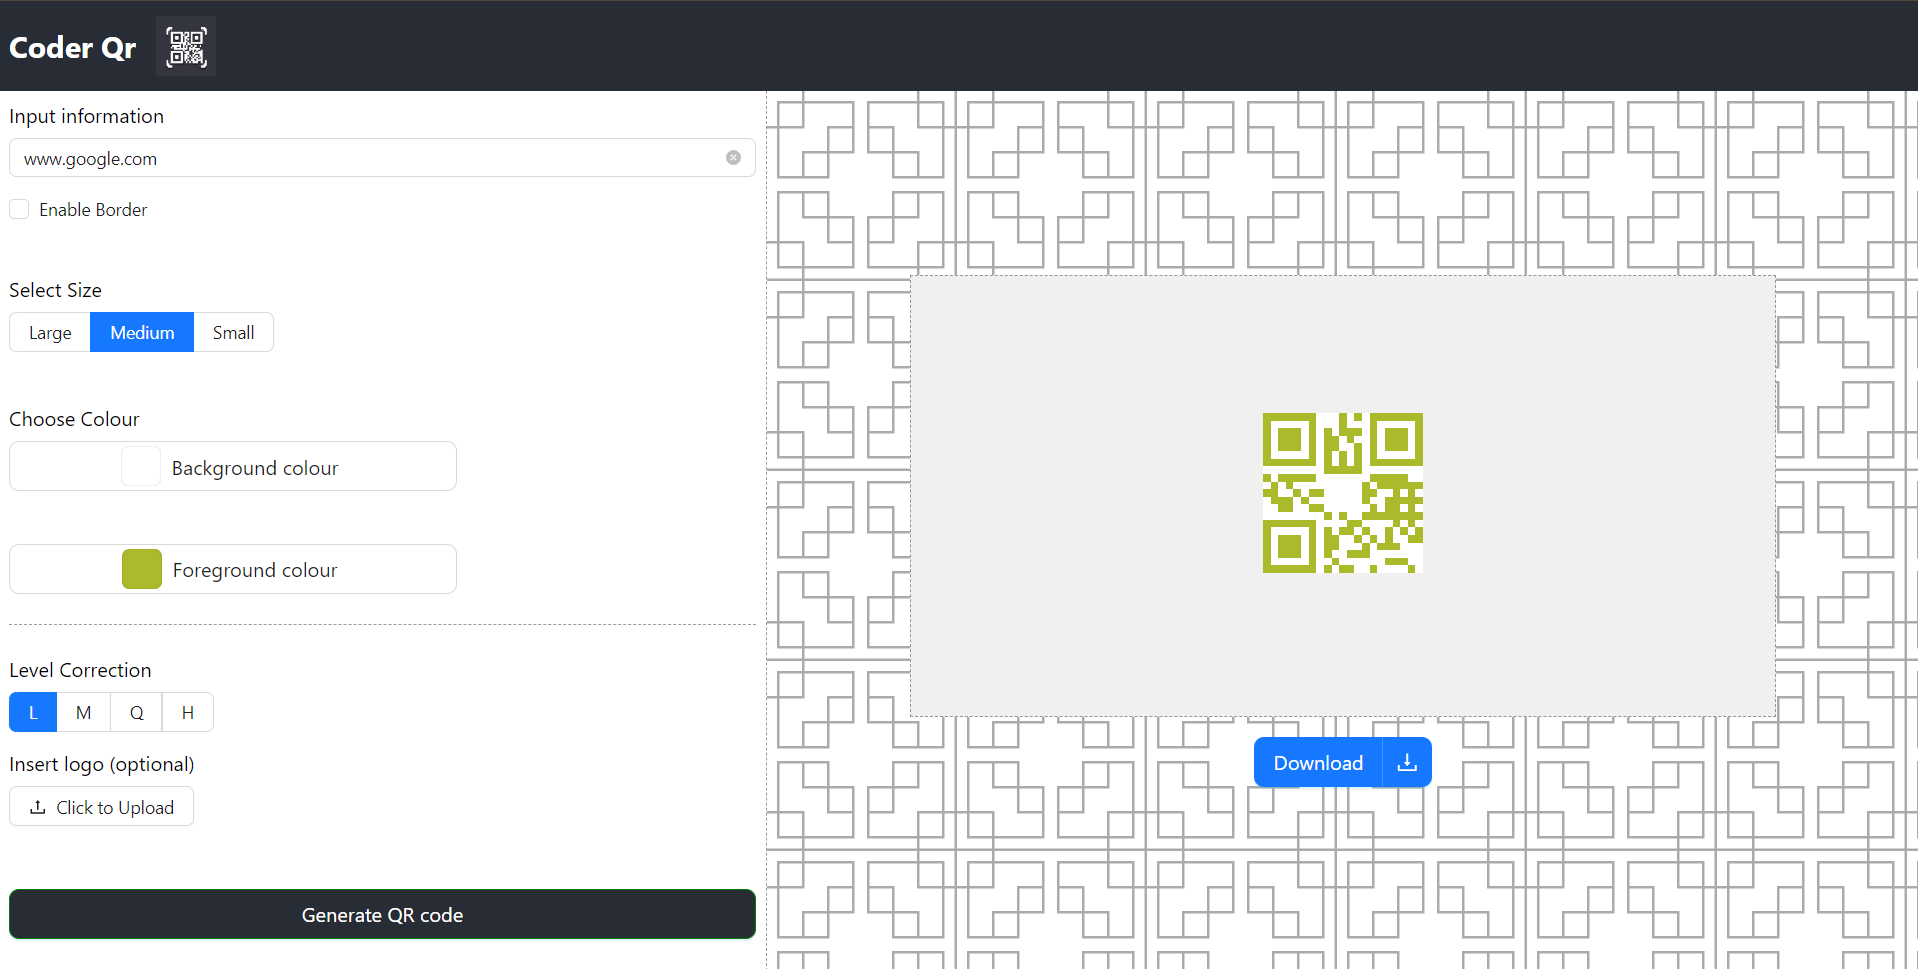 Coder Qr
Input information
www.google.com
Enable Border
Select Size
Large Medium Small
Choose Colour
Background colour
Foreground colour
Level Correction
L M Q H
Insert logo (optional)
Click to Upload
Generate QR code
Download